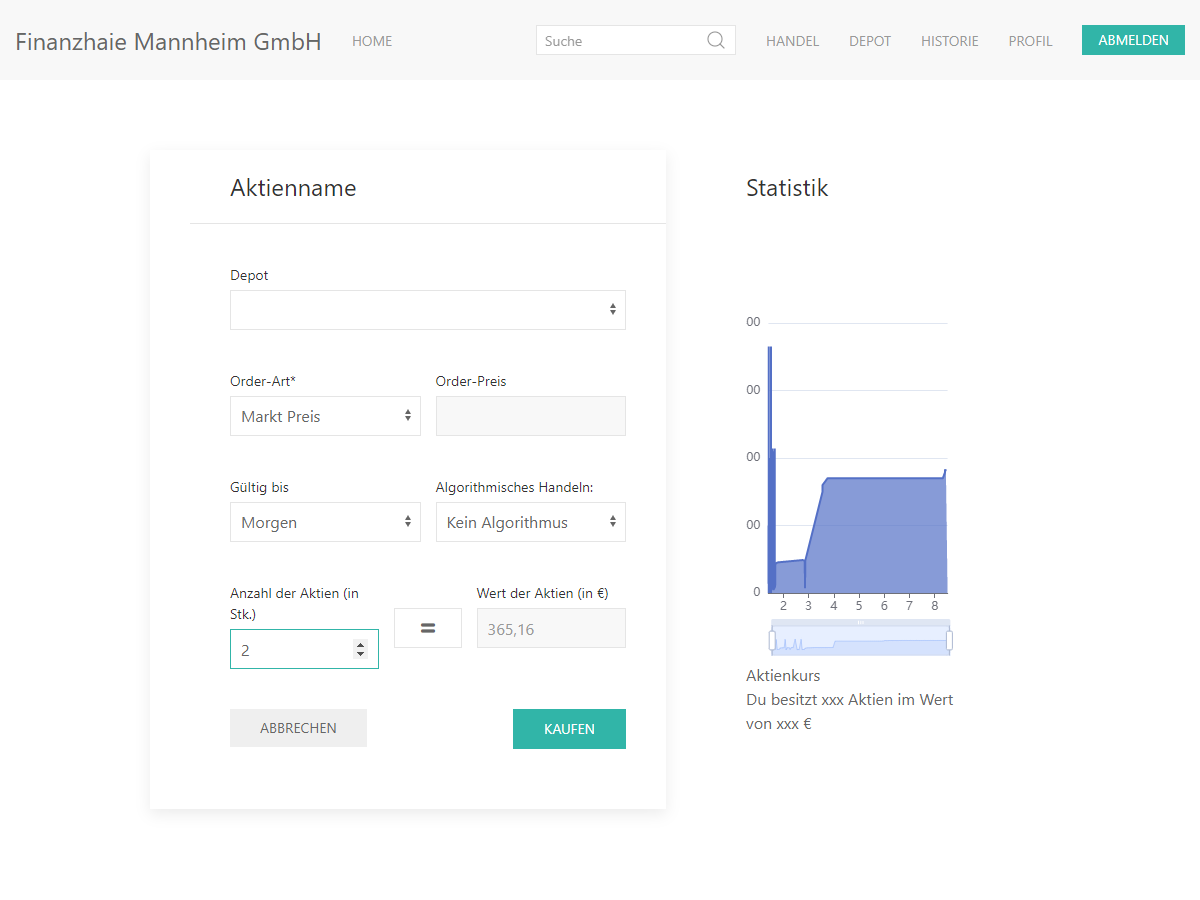 Finanzhaie Mannheim GmbH
HOME
Suche
HANDEL
DEPOT
HISTORIE
PROFIL
ABMELDEN
Aktienname
Depot
Order-Art*
Order-Preis
Markt Preis
Gültig bis
Algorithmisches Handeln:
Morgen
Kein Algorithmus
Anzahl der Aktien (in
Stk.)
Wert der Aktien (in €)
2
=
365,16
ABBRECHEN
KAUFEN
Statistik
00
00
00
00
0
2 3 4 5 6 7 8
Aktienkurs
Du besitzt xxx Aktien im Wert
von xxx €